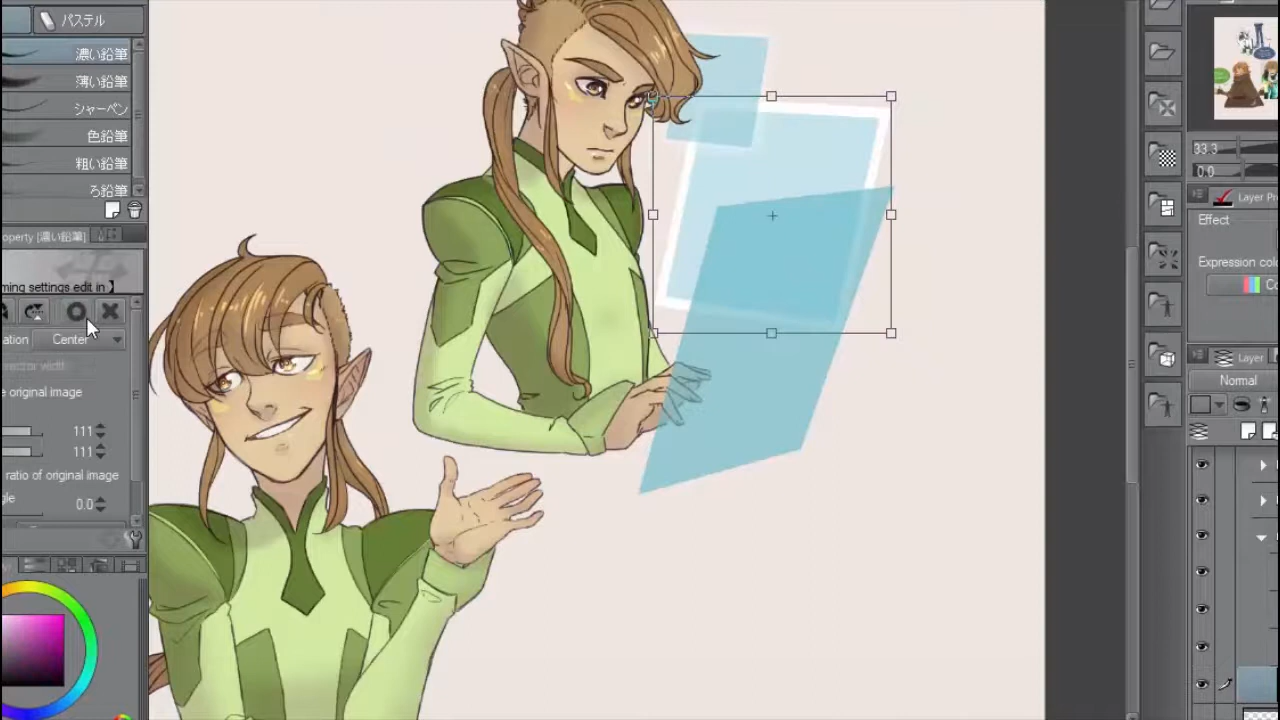 パステル
濃い鉛筆
薄い鉛筆
シャーペン
色鉛筆
粗い鉛筆
ろ鉛筆
operty [濃い鉛筆]
ming settings edit in
ation Center
e original image
111
111
ratio of original image
gle 0.0
33.3
0.0
Layer Pr
Effect
Expression color
Co
Layer
Normal